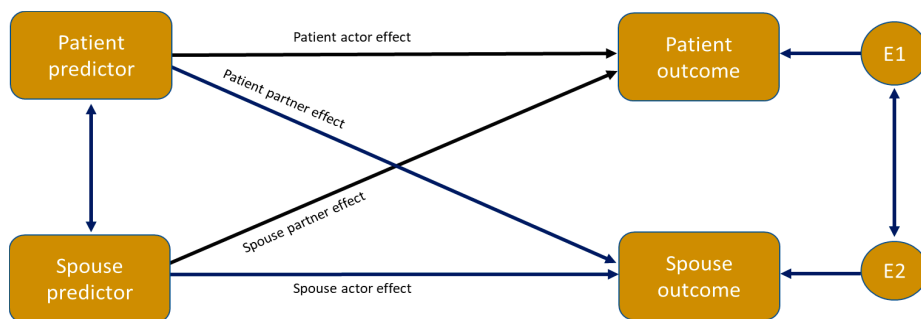 Patient
predictor
Patient actor effect
Patient
outcome
E1
Patient partner effect
Spouse partner effect
Spouse
predictor
Spouse actor effect
Spouse
outcome
E2